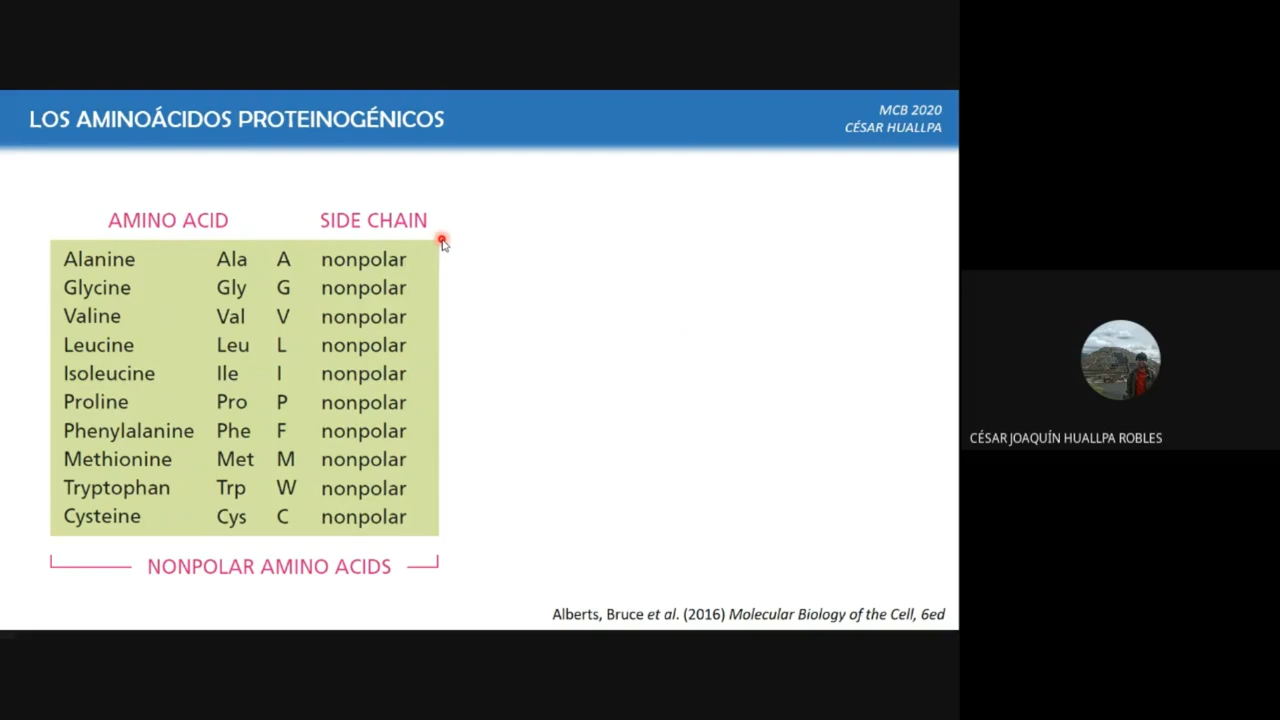 LOS AMINOÁCIDOS PROTEINOGÉNICOS
MCB 2020
CÉSAR HUALLPA
AMINO ACID SIDE CHAIN
Alanine Ala A nonpolar
Glycine Gly G nonpolar
Valine Val V nonpolar
Leucine Leu L nonpolar
Isoleucine Ile I nonpolar
Proline Pro P nonpolar
Phenylalanine Phe F nonpolar
Methionine Met M nonpolar
Tryptophan Trp W nonpolar
Cysteine Cys C nonpolar
NONPOLAR AMINO ACIDS
Alberts, Bruce et al. (2016) Molecular Biology of the Cell, 6ed
CÉSAR JOAQUÍN HUALLPA ROBLES